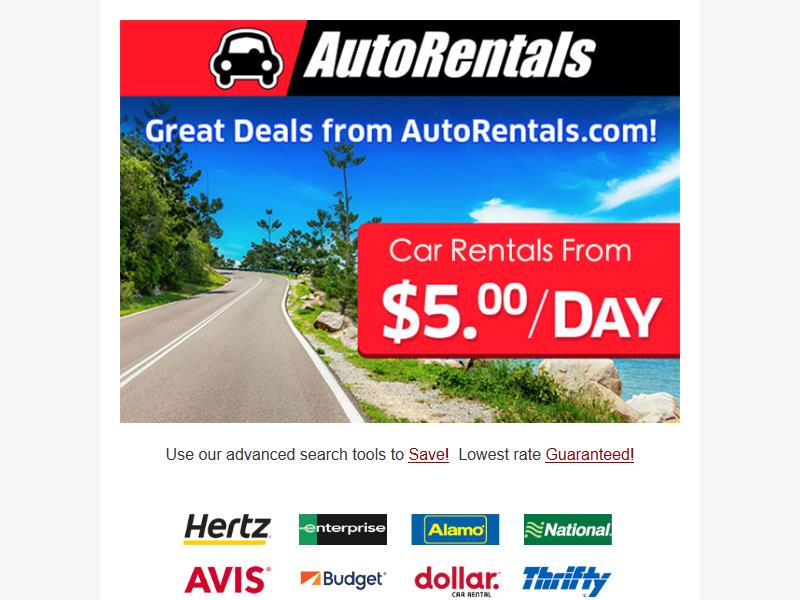 AutoRentals
Great Deals from AutoRentals.com!
Car Rentals From
$5.00/DAY
Use our advanced search tools to Save! Lowest rate Guaranteed!
Hertz enterprise Alamo National
AVIS Budget dollar. Thrifty
CAR RENTAL